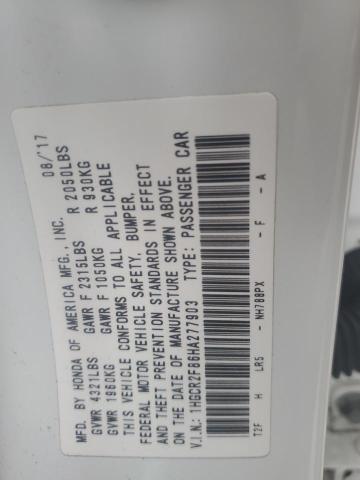 MFD. BY HONDA OF AMERICA MFG., INC. 08/'17
GVWR 4321LBS GAWR F 2315LBS R 2050LBS
GVWR 1960KG GAWR F 1050KG R 930KG
THIS VEHICLE CONFORMS TO ALL APPLICABLE
FEDERAL MOTOR VEHICLE SAFETY, BUMPER,
AND THEFT PREVENTION STANDARDS IN EFFECT
ON THE DATE OF MANUFACTURE SHOWN ABOVE.
V.I.N.: 1HGCR2F86HA277903 PASSENGER CAR
T2F H LR5 - NH788PX - F - A